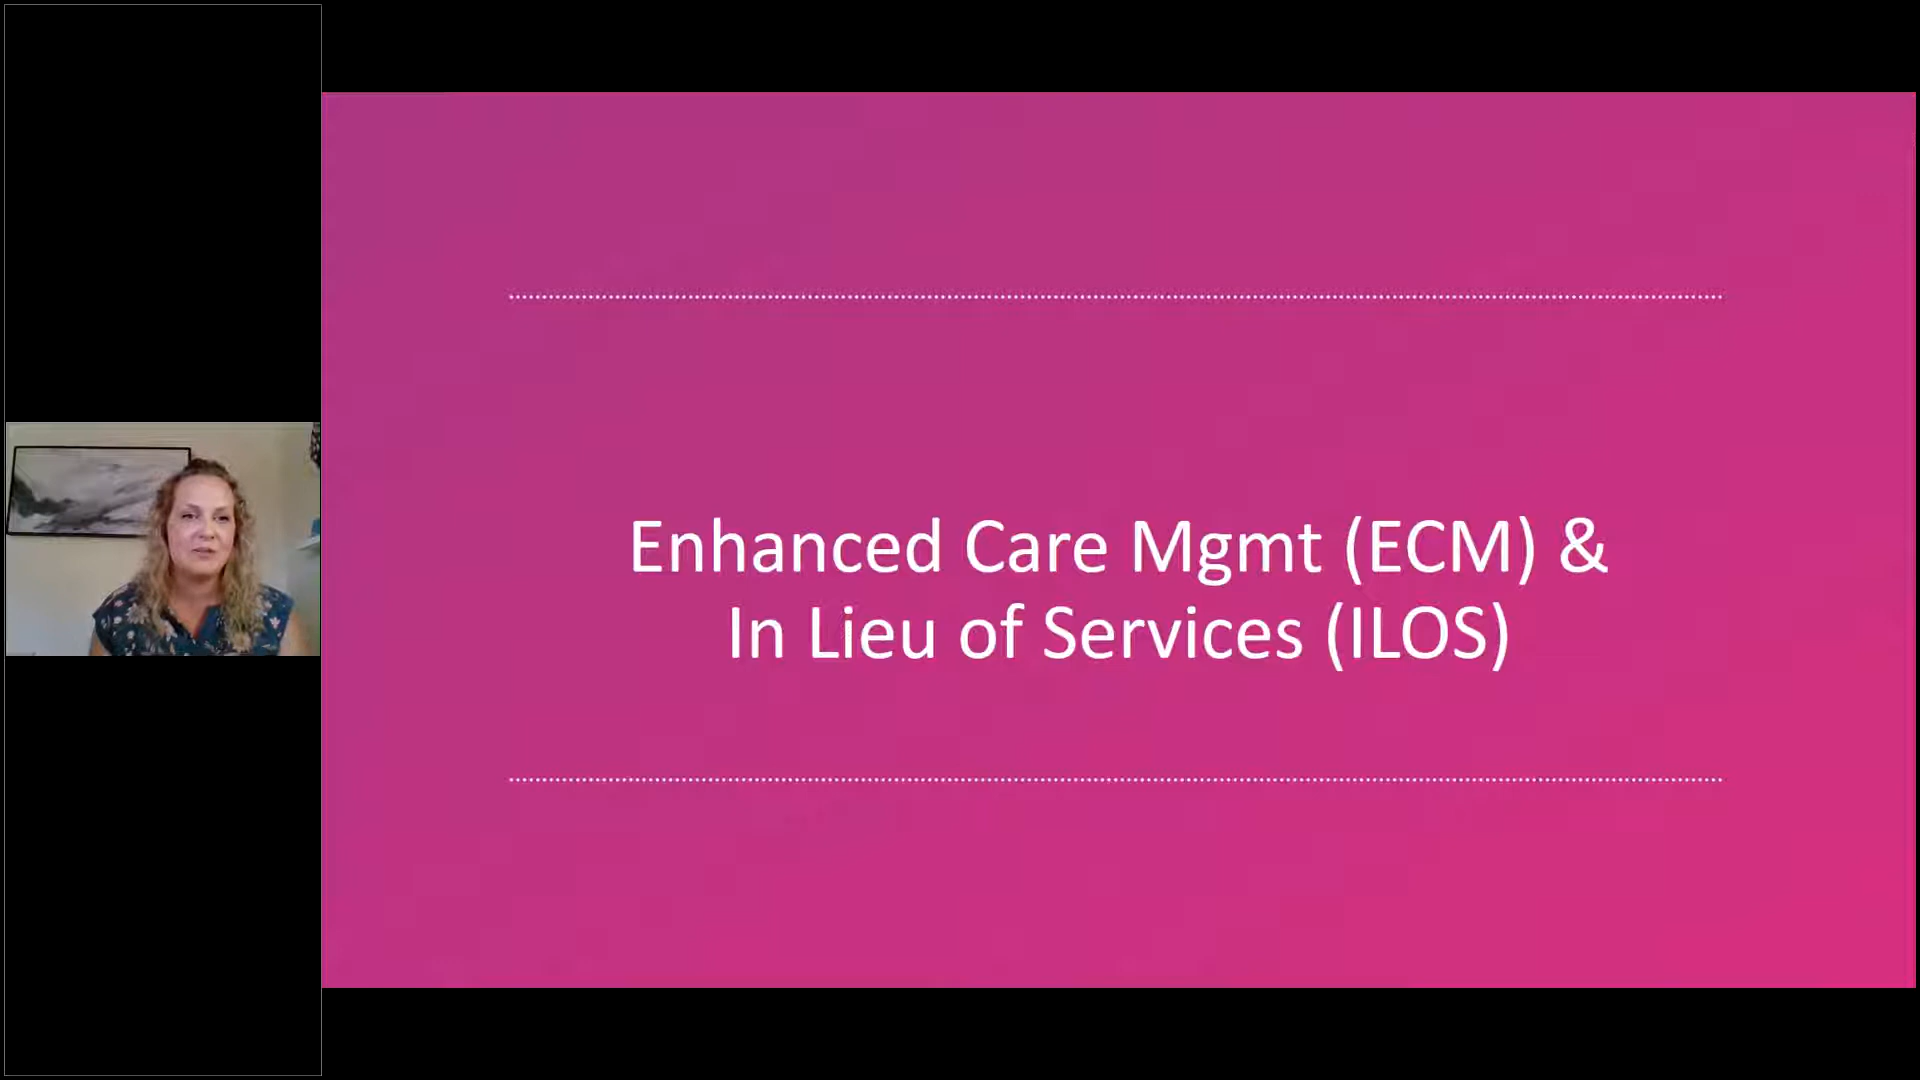 Enhanced Care Mgmt (ECM) &
In Lieu of Services (ILOS)